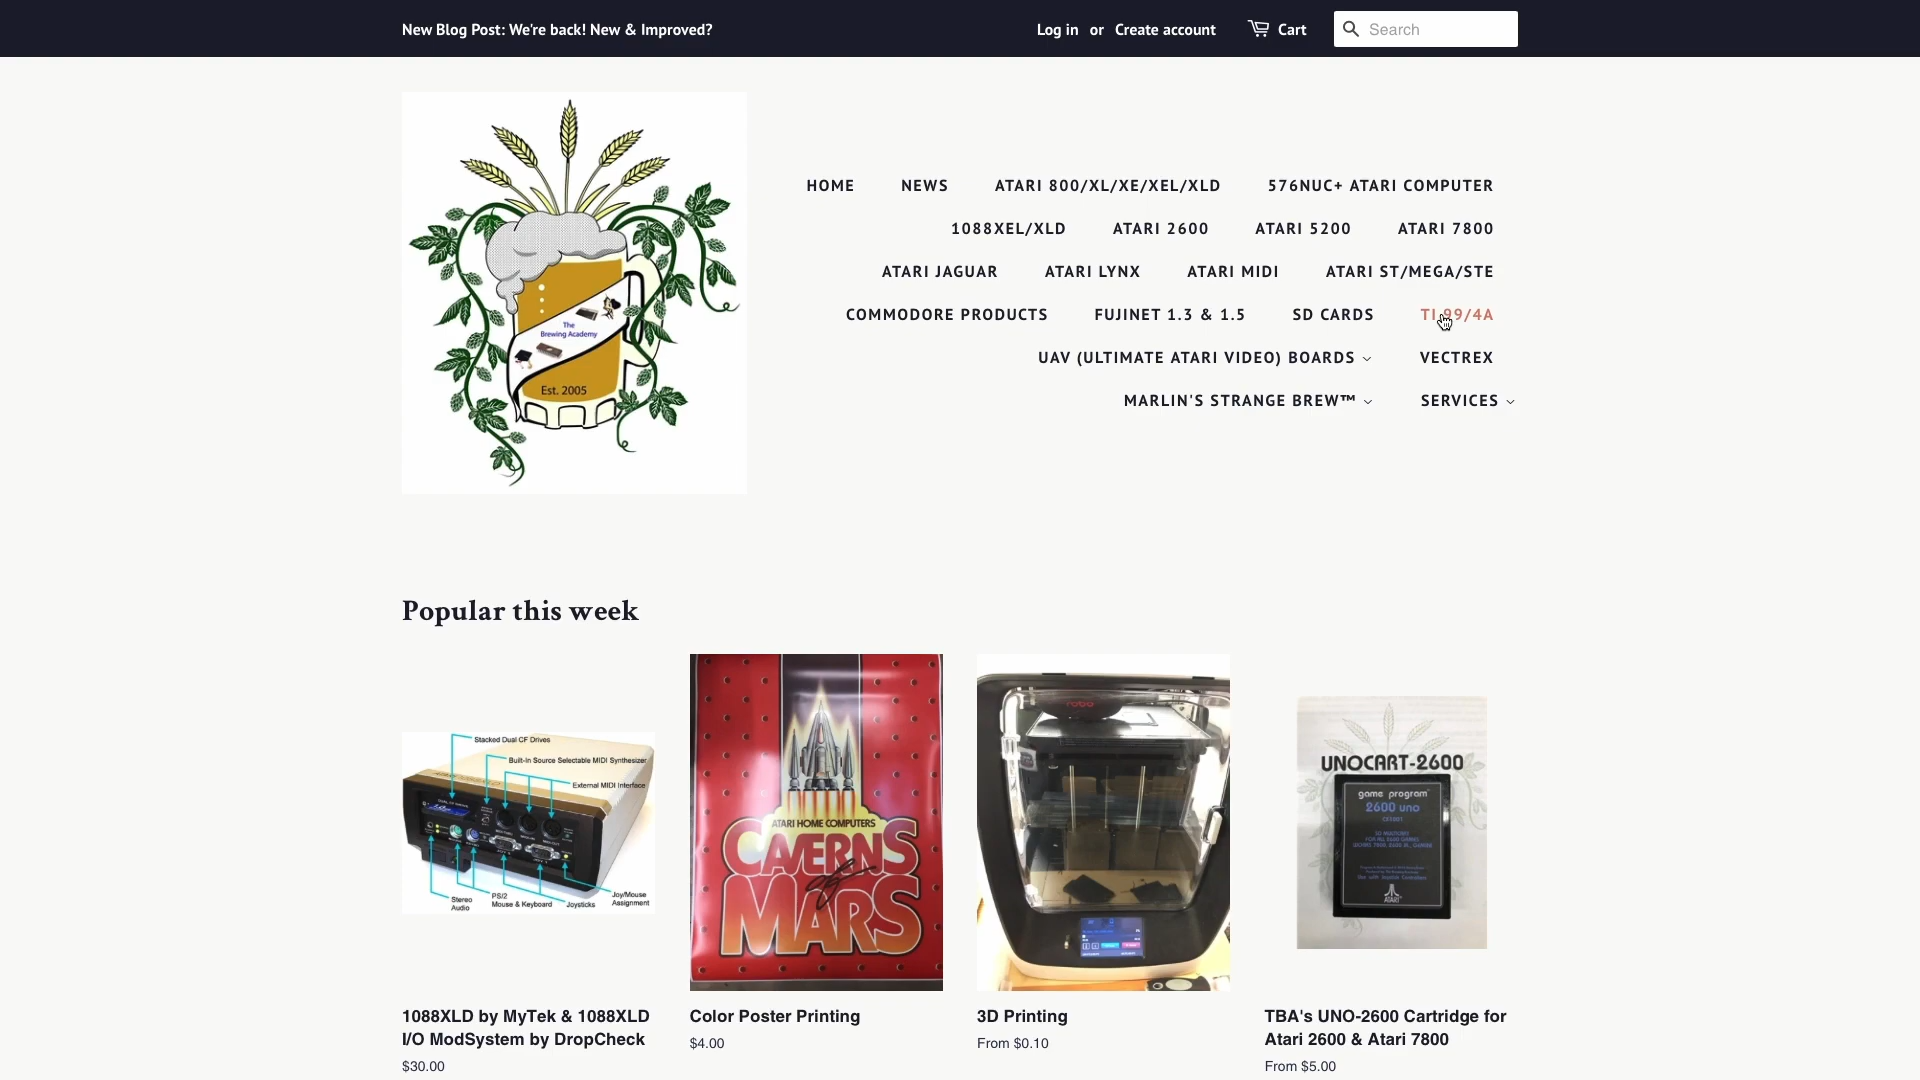 New Blog Post: We're back! New & Improved?
Log in or Create account
Cart
Search
The
Brewing Academy
Est. 2005
HOME NEWS ATARI 800/XL/XE/XEL/XLD 576NUC+ ATARI COMPUTER
1088XEL/XLD ATARI 2600 ATARI 5200 ATARI 7800
ATARI JAGUAR ATARI LYNX ATARI MIDI ATARI ST/MEGA/STE
COMMODORE PRODUCTS FUJINET 1.3 & 1.5 SD CARDS TI 99/4A
UAV (ULTIMATE ATARI VIDEO) BOARDS VECTREX
MARLIN'S STRANGE BREW™ SERVICES
Popular this week
Stacked Dual CF Drives
Built-In Source Selectable MIDI Synthesizer
External MIDI Interface
Stereo
Audio
PS/2
Mouse & Keyboard
Joysticks
Joy/Mouse
Assignment
1088XLD by MyTek & 1088XLD
I/O ModSystem by DropCheck
$30.00
ATARI HOME COMPUTERS
CAVERNS
OF
MARS
Color Poster Printing
$4.00
3D Printing
From $0.10
UNOCART-2600
game program™
2600 uno
ATARI
TBA's UNO-2600 Cartridge for
Atari 2600 & Atari 7800
From $5.00